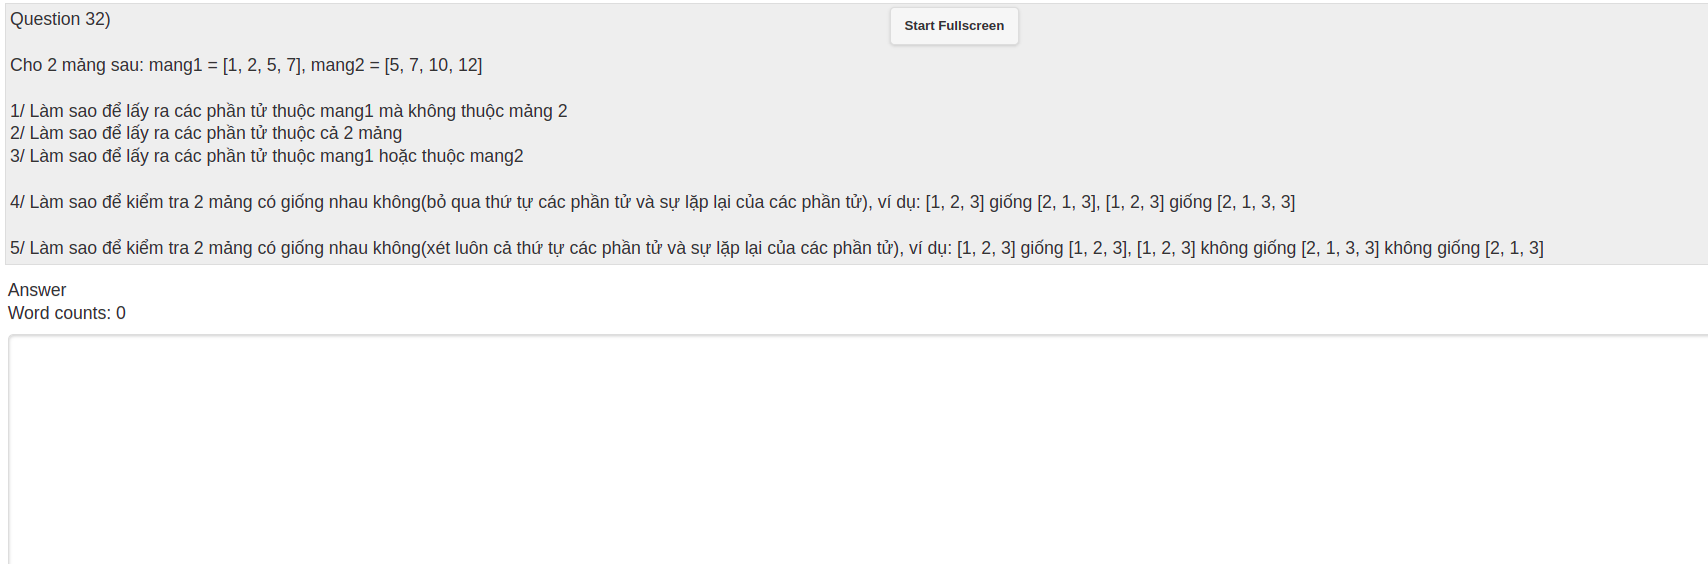 Question 32)
Start Fullscreen
Cho 2 mảng sau: mang1 = [1, 2, 5, 7], mang2 = [5, 7, 10, 12]
1/ Làm sao để lấy ra các phần tử thuộc mang1 mà không thuộc mảng 2
2/ Làm sao để lấy ra các phần tử thuộc cả 2 mảng
3/ Làm sao để lấy ra các phần tử thuộc mang1 hoặc thuộc mang2
4/ Làm sao để kiểm tra 2 mảng có giống nhau không(bỏ qua thứ tự các phần tử và sự lặp lại của các phần tử), ví dụ: [1, 2, 3] giống [2, 1, 3], [1, 2, 3] giống [2, 1, 3, 3]
5/ Làm sao để kiểm tra 2 mảng có giống nhau không(xét luôn cả thứ tự các phần tử và sự lặp lại của các phần tử), ví dụ: [1, 2, 3] giống [1, 2, 3], [1, 2, 3] không giống [2, 1, 3, 3] không giống [2, 1, 3]
Answer
Word counts: 0